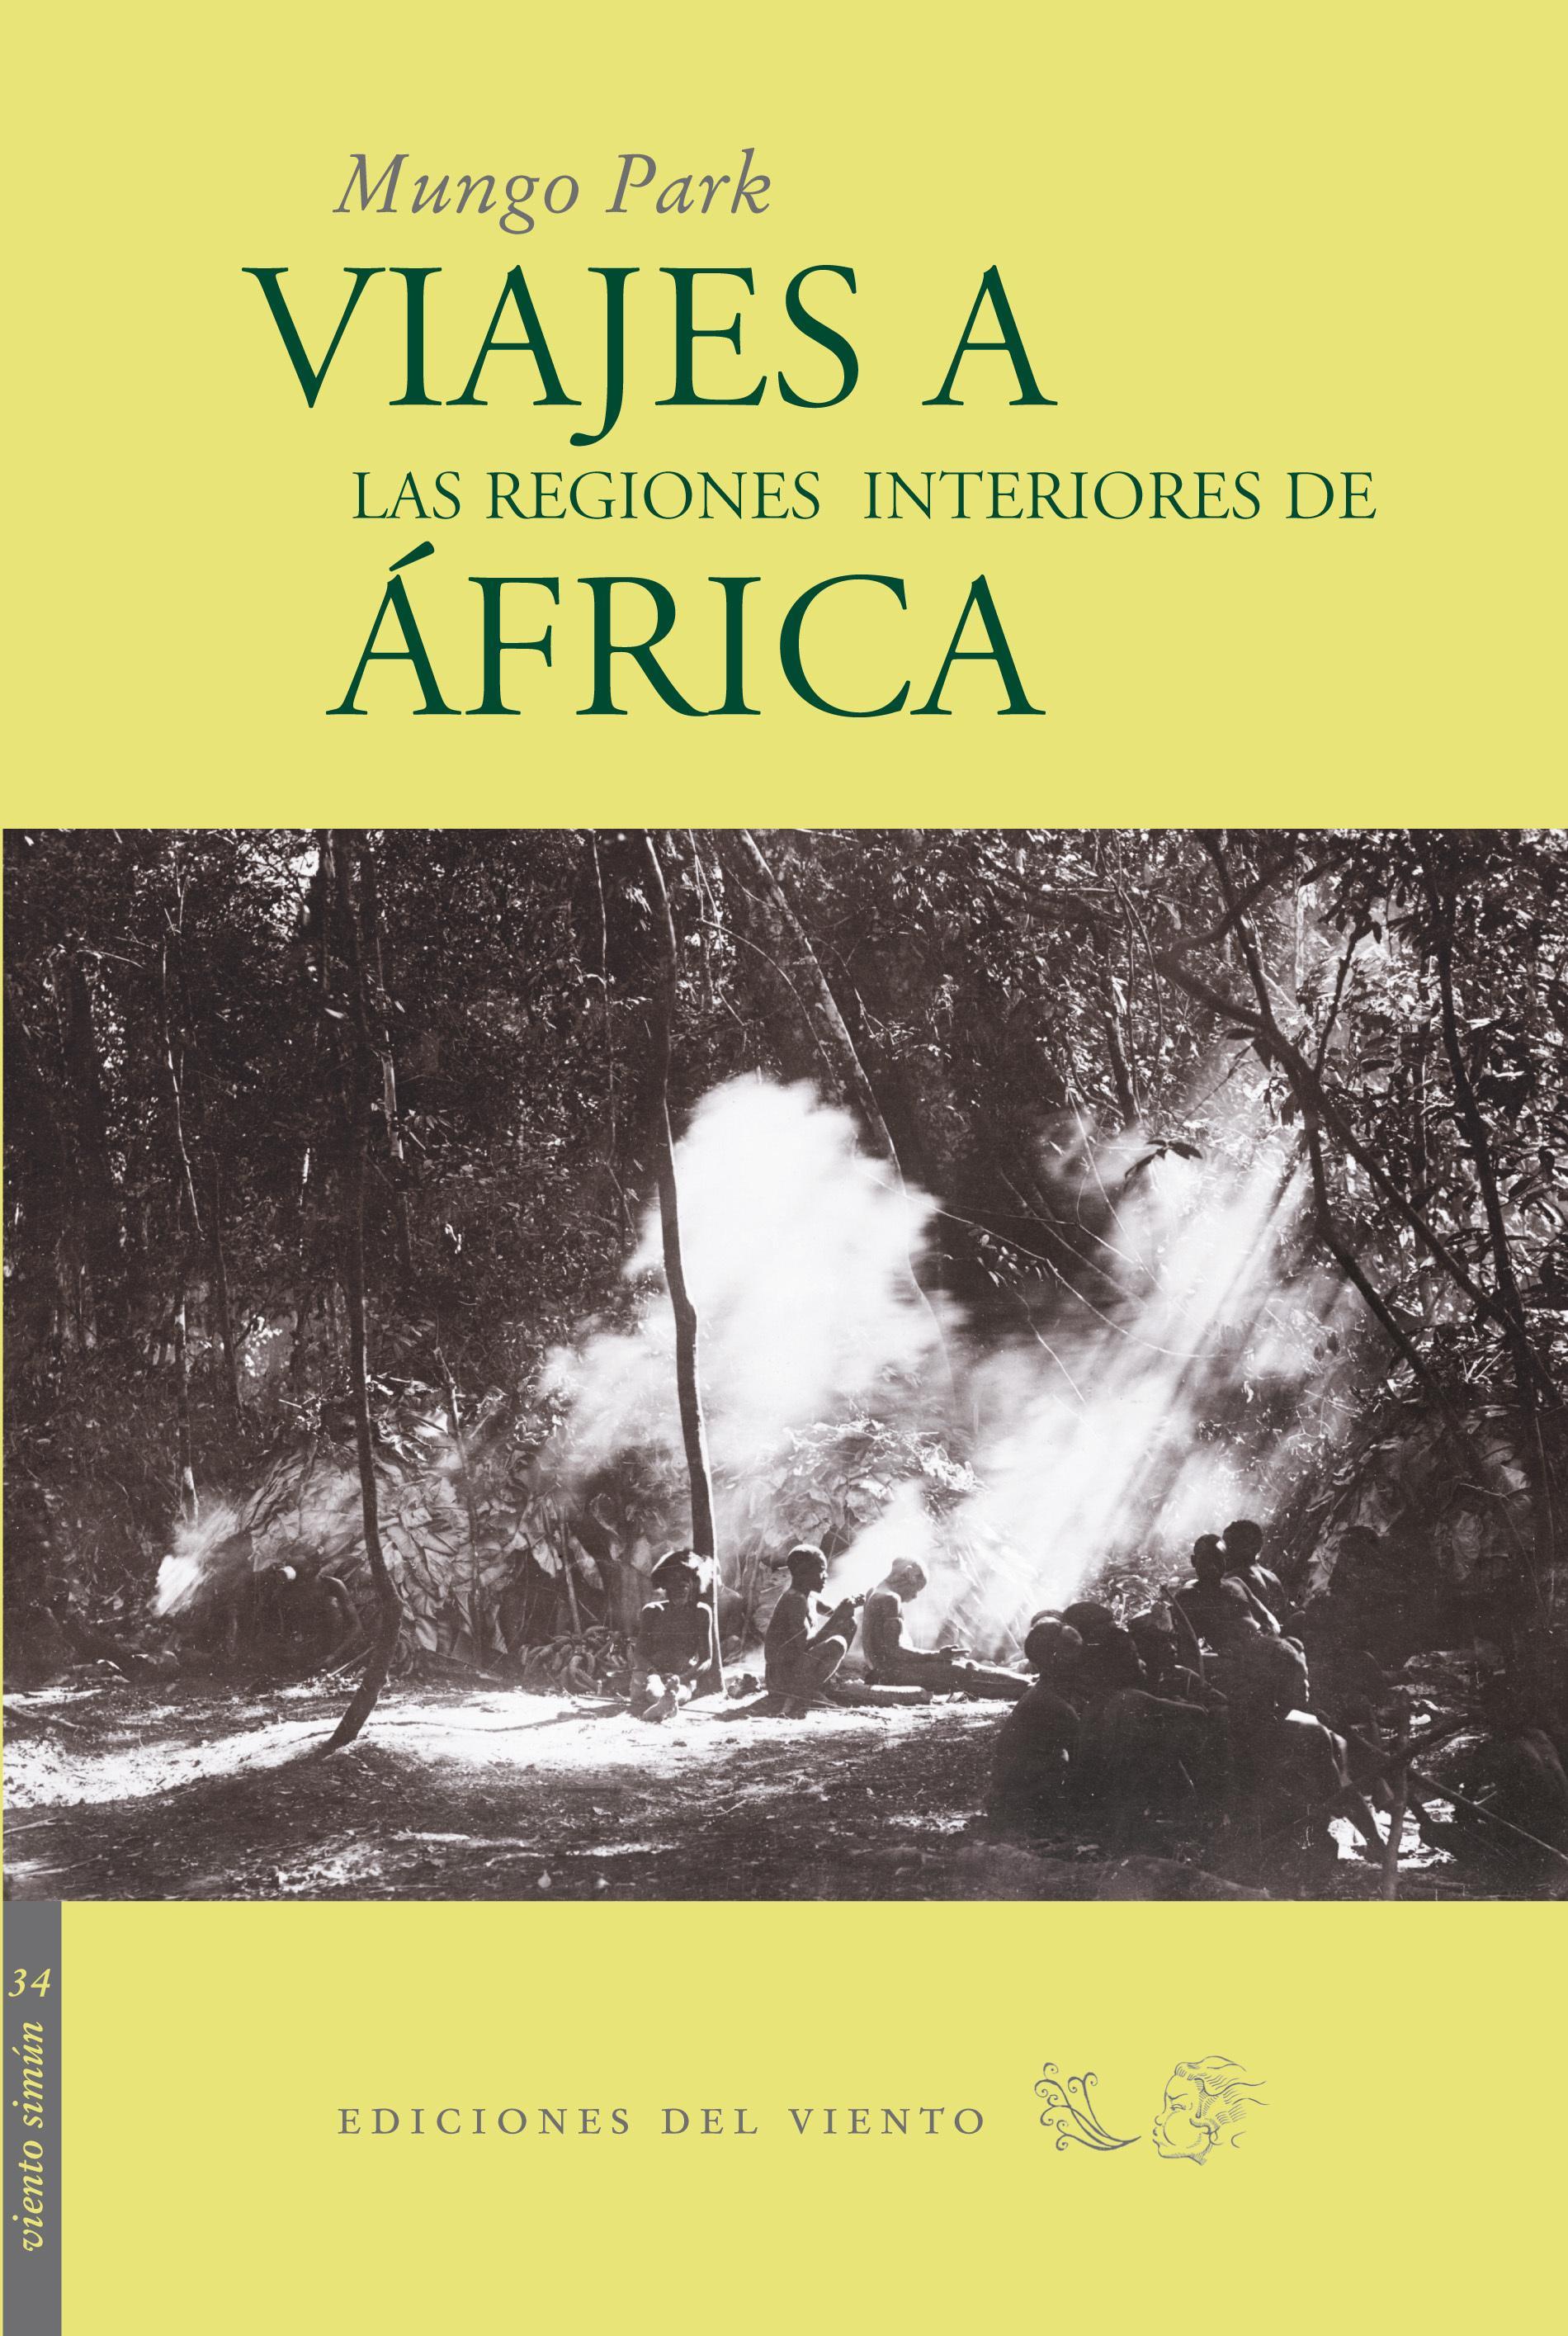 Mungo Park
VIAJES A
LAS REGIONES INTERIORES DE
ÁFRICA
34
viento simún
EDICIONES DEL VIENTO